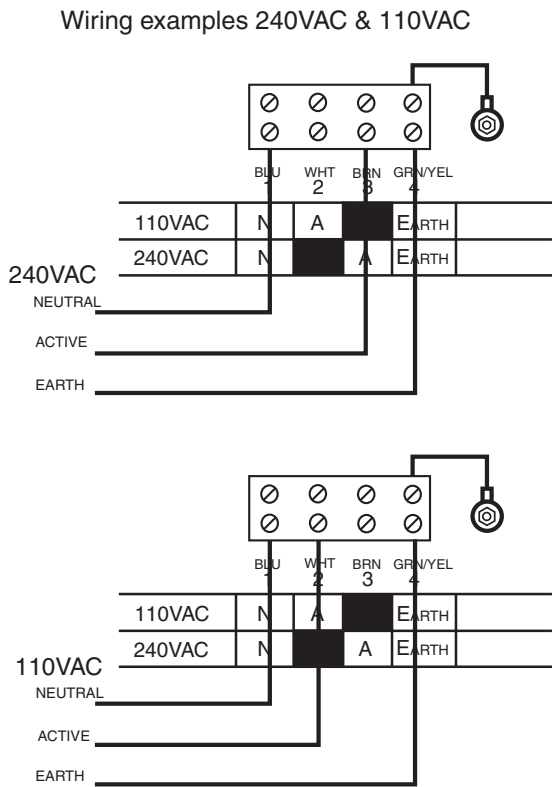 Wiring examples 240VAC & 110VAC
BLU WHT BRN GRN/YEL
1 2 3 4
110VAC N A EARTH
240VAC N A EARTH
240VAC
NEUTRAL
ACTIVE
EARTH
BLU WHT BRN GRN/YEL
1 2 3 4
110VAC N A EARTH
240VAC N A EARTH
110VAC
NEUTRAL
ACTIVE
EARTH